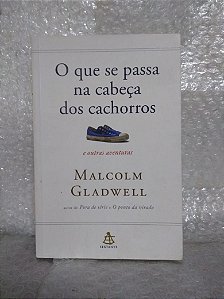 O que se passa
na cabeça
dos cachorros
e outras aventuras
MALCOLM
GLADWELL
autor de Fora de série e O ponto da virada
SEXTANTE